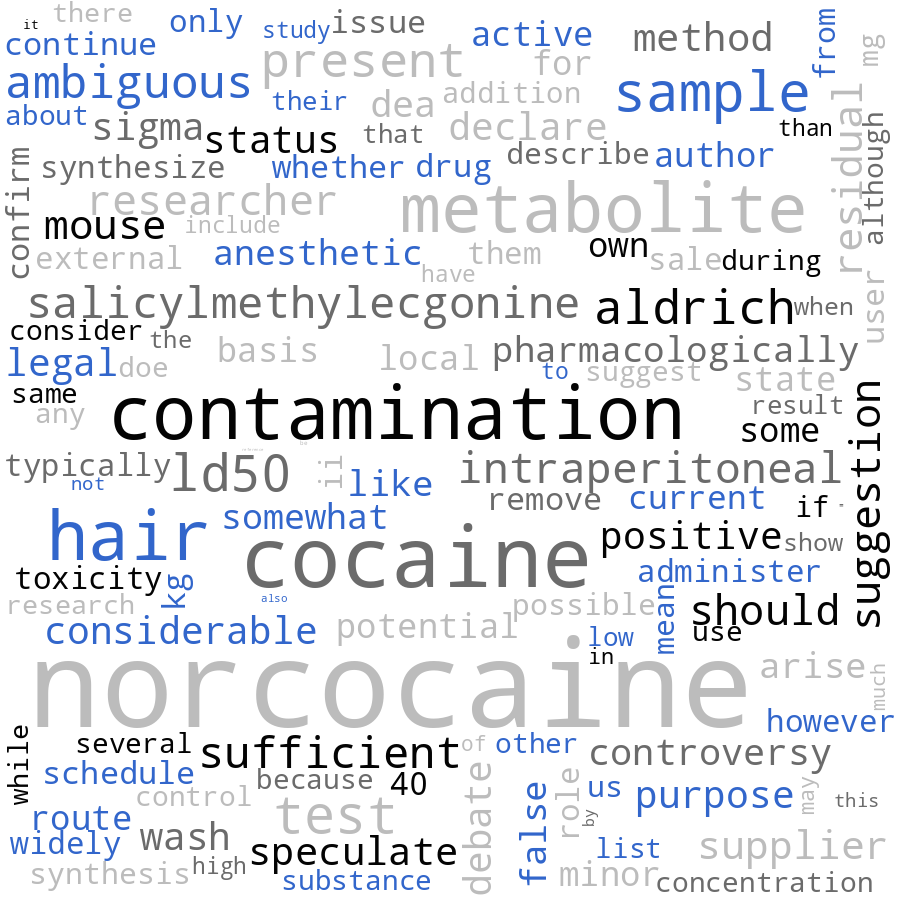 it there only study issue active method from mg
continue present for
ambiguous their dea addition sample residual
about sigma status that declare than although
synthesize whether drug describe author
confirm researcher metabolite
mouse include own
external anesthetic them sale during
have user
salicylmethylecgonine aldrich when
consider the basis local pharmacologically
legal doe to suggest state
same contamination result suggestion
any some
typically ld50 ii like intraperitoneal
not remove current if
hair somewhat cocaine positive show
toxicity kg administer
research also possible mean should
considerable potential low use
norcocaine in arise much
however
while several sufficient of other controversy
schedule because 40
control test debate false role us purpose may this
route by
widely wash speculate list supplier
synthesis high substance minor concentration